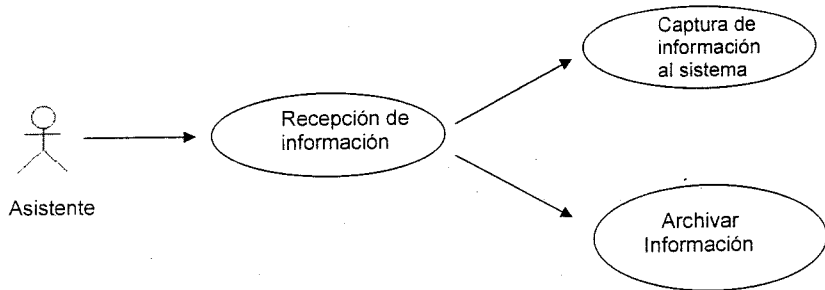 Captura de
información
al sistema
Recepción de
información
Asistente
Archivar
Información